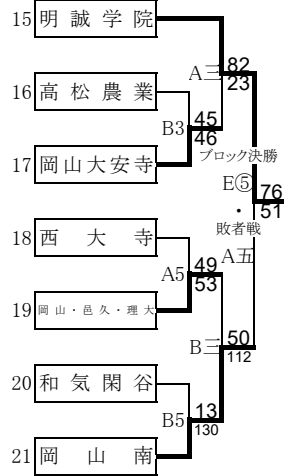 15 明誠学院
A三 82
23
16 高松農業
B3 45
46
17 岡山大安寺
ブロック決勝
E⑤ 76
・ 51
敗者戦
A五
18 西大寺
A5 49
53
19 岡山・邑久・理大
B三 50
112
20 和気閑谷
B5 13
130
21 岡山南